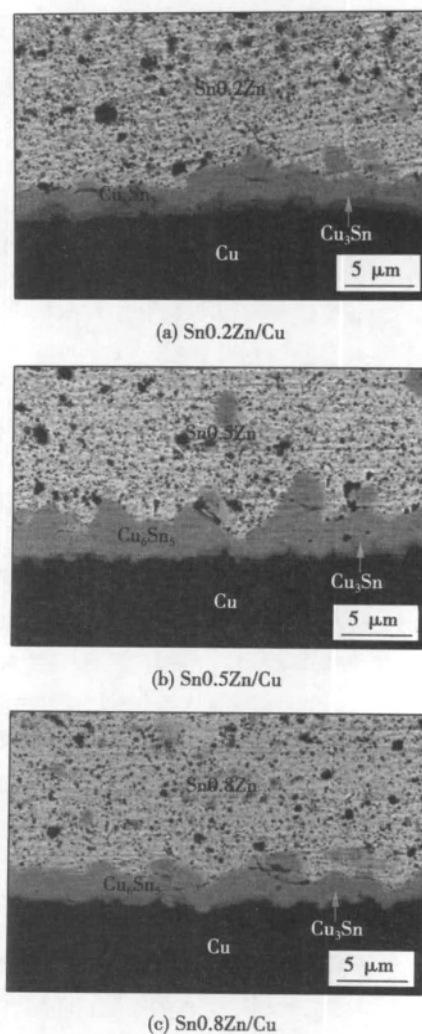 Sn0.2Zn
Cu₆Sn₅
Cu₃Sn
Cu
5 μm
(a) Sn0.2Zn/Cu
Sn0.5Zn
Cu₆Sn₅
Cu₃Sn
Cu
5 μm
(b) Sn0.5Zn/Cu
Sn0.8Zn
Cu₆Sn₅
Cu₃Sn
Cu
5 μm
(c) Sn0.8Zn/Cu